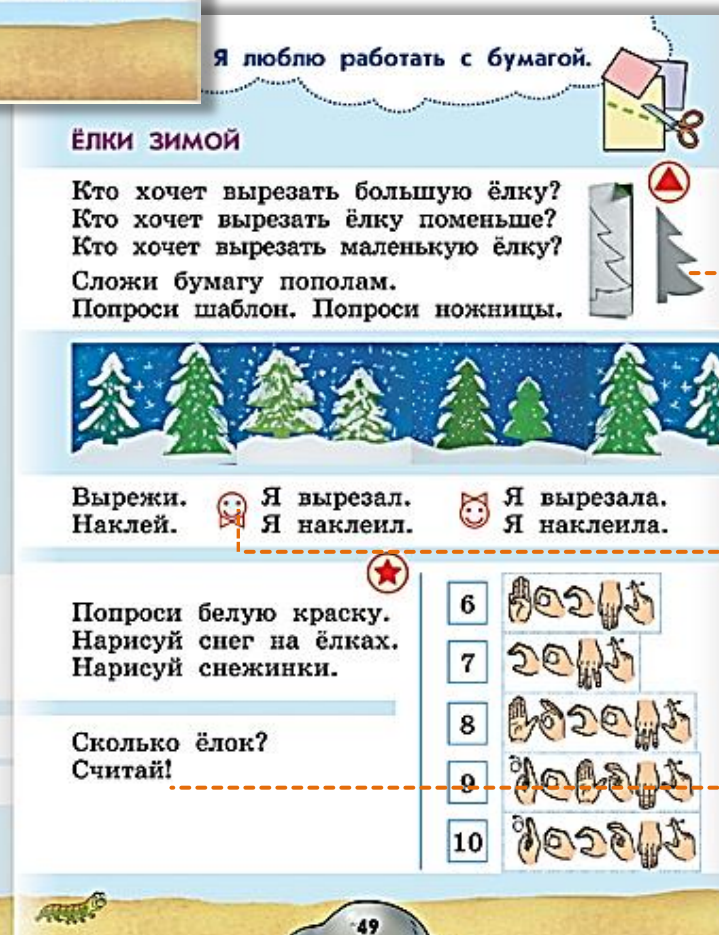 Я люблю работать с бумагой.
ЁЛКИ ЗИМОЙ
Кто хочет вырезать большую ёлку?
Кто хочет вырезать ёлку поменьше?
Кто хочет вырезать маленькую ёлку?
Сложи бумагу пополам.
Попроси шаблон. Попроси ножницы.
Вырежи. Я вырезал. Я вырезала.
Наклей. Я наклеил. Я наклеила.
Попроси белую краску.
Нарисуй снег на ёлках.
Нарисуй снежинки.
Сколько ёлок?
Считай!
6
7
8
9
10
49